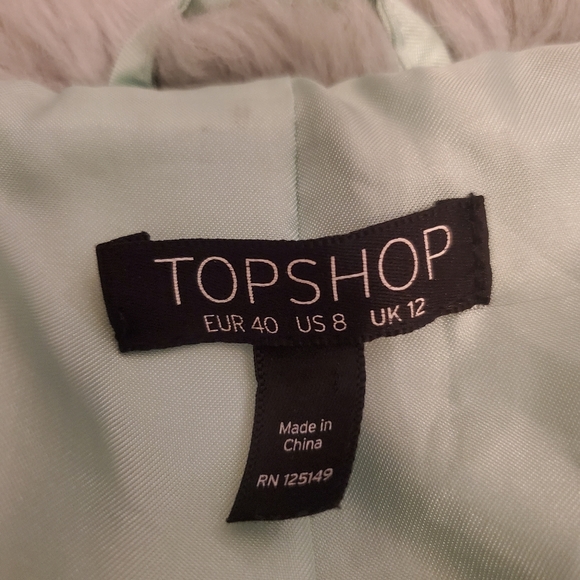 TOPSHOP
EUR 40 US 8 UK 12
Made in
China
RN 125149